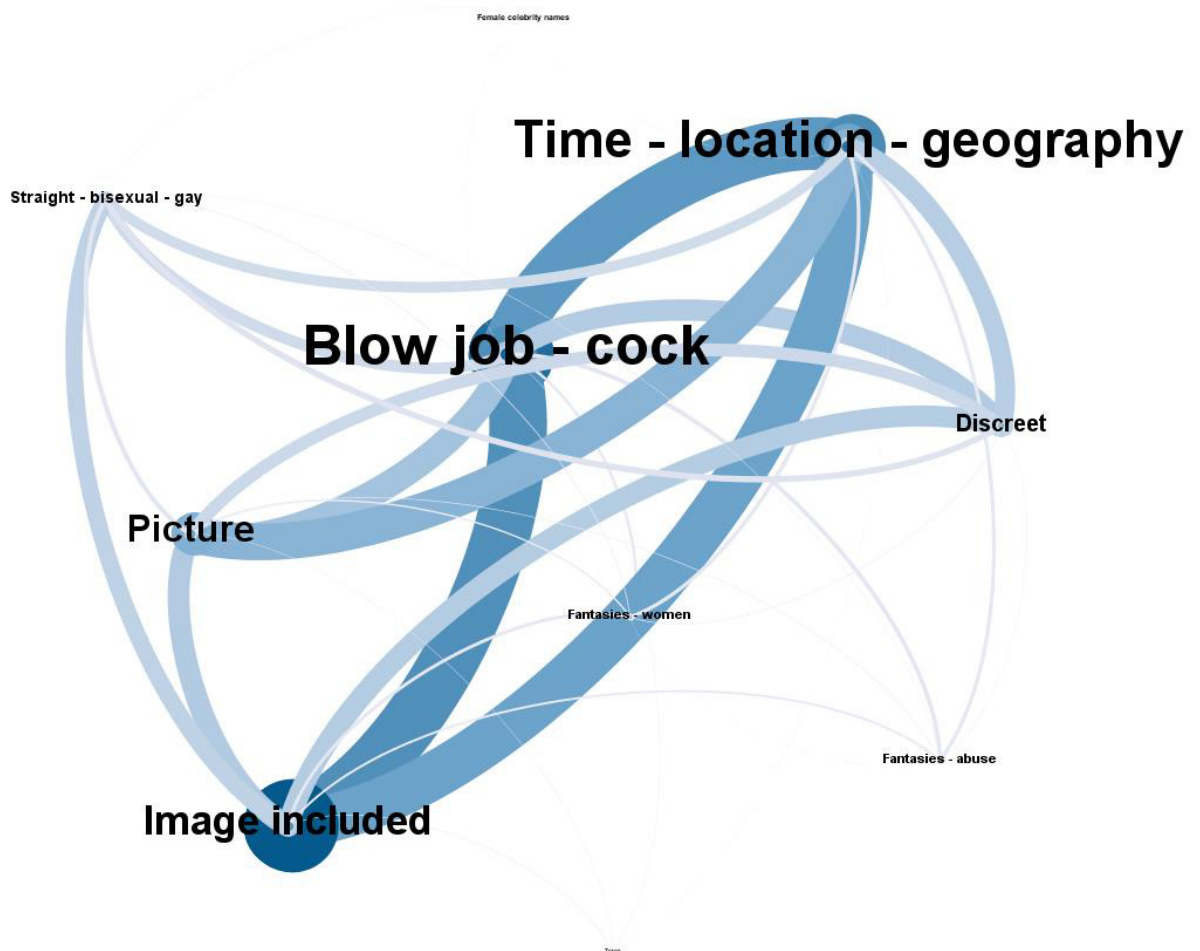 Female celebrity names
Time - location - geography
Straight - bisexual - gay
Blow job - cock
Discreet
Picture
Fantasies - women
Fantasies - abuse
Image included